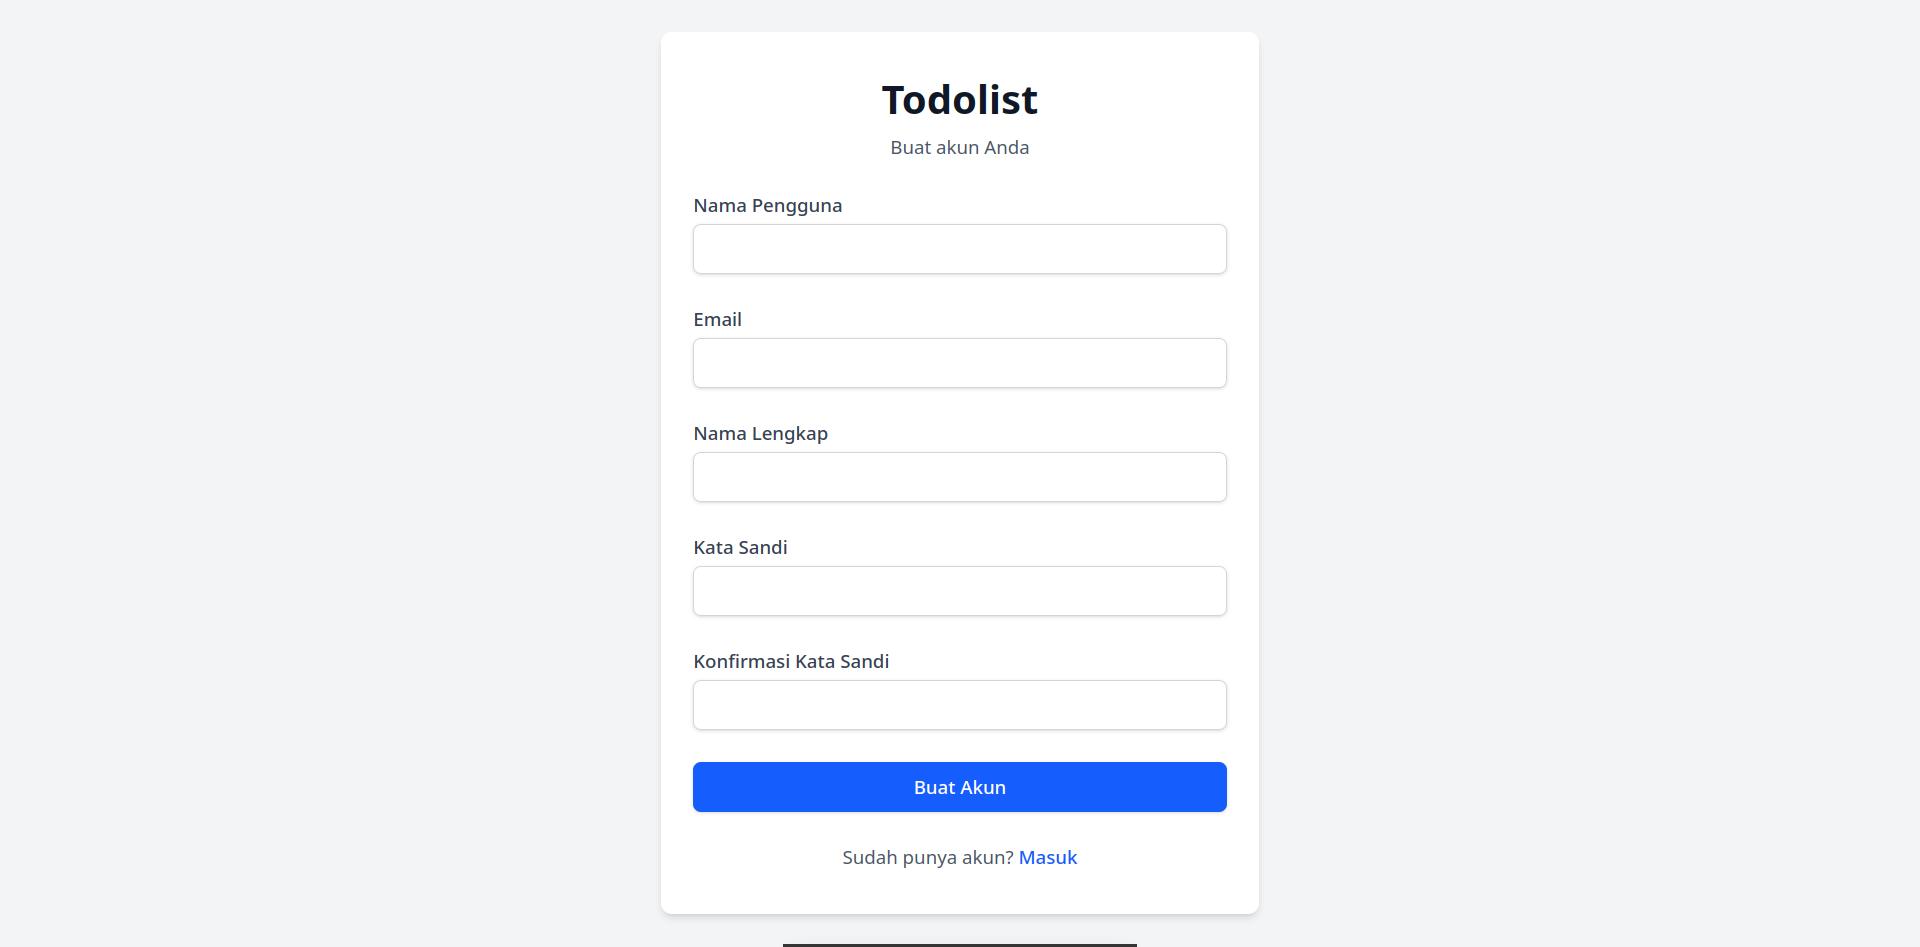 Todolist
Buat akun Anda
Nama Pengguna
Email
Nama Lengkap
Kata Sandi
Konfirmasi Kata Sandi
Buat Akun
Sudah punya akun? Masuk